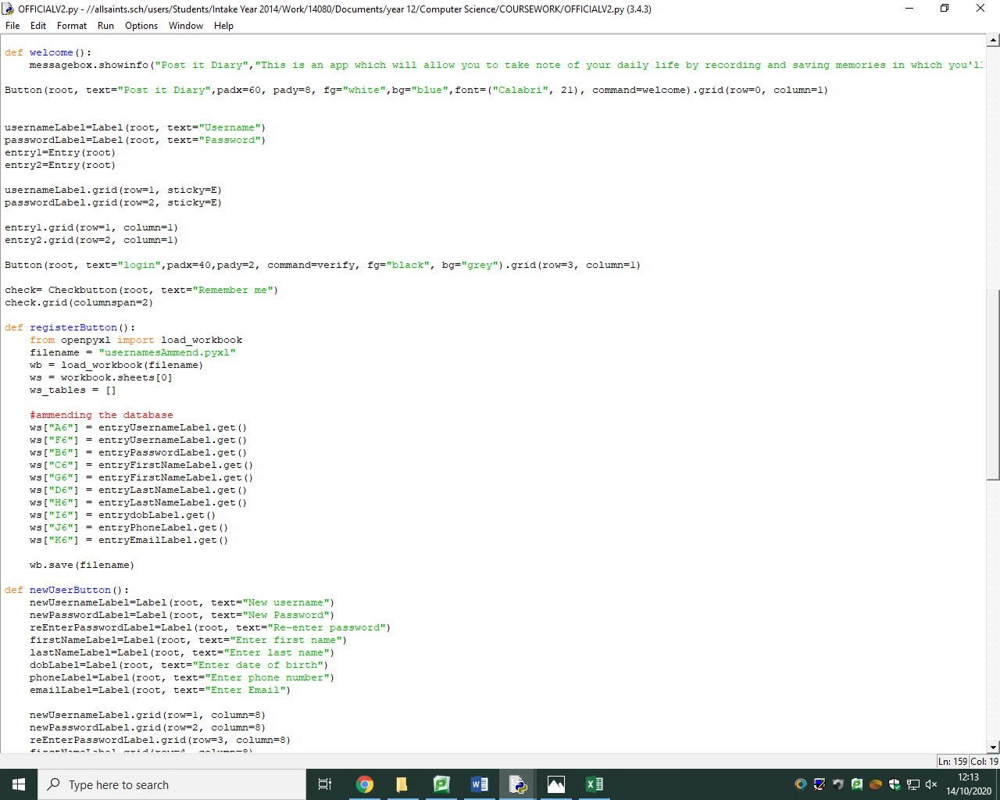 OFFICIALV2.py - //allsaints.sch/users/Students/Intake Year 2014/Work/14080/Documents/year 12/Computer Science/COURSEWORK/OFFICIALV2.py (3.4.3)
File Edit Format Run Options Window Help
def welcome():
    messagebox.showinfo("Post it Diary","This is an app which will allow you to take note of your daily life by recording and saving memories in which you'll
Button(root, text="Post it Diary",padx=60, pady=8, fg="white",bg="blue",font=("Calabri", 21), command=welcome).grid(row=0, column=1)
usernameLabel=Label(root, text="Username")
passwordLabel=Label(root, text="Password")
entry1=Entry(root)
entry2=Entry(root)
usernameLabel.grid(row=1, sticky=E)
passwordLabel.grid(row=2, sticky=E)
entry1.grid(row=1, column=1)
entry2.grid(row=2, column=1)
Button(root, text="login",padx=40,pady=2, command=verify, fg="black", bg="grey").grid(row=3, column=1)
check= Checkbutton(root, text="Remember me")
check.grid(columnspan=2)
def registerButton():
    from openpyxl import load_workbook
    filename = "usernamesAmmend.pyxl"
    wb = load_workbook(filename)
    ws = workbook.sheets[0]
    ws_tables = []
    #ammending the database
    ws["A6"] = entryUsernameLabel.get()
    ws["F6"] = entryUsernameLabel.get()
    ws["B6"] = entryPasswordLabel.get()
    ws["C6"] = entryFirstNameLabel.get()
    ws["G6"] = entryFirstNameLabel.get()
    ws["D6"] = entryLastNameLabel.get()
    ws["H6"] = entryLastNameLabel.get()
    ws["I6"] = entrydobLabel.get()
    ws["J6"] = entryPhoneLabel.get()
    ws["K6"] = entryEmailLabel.get()
    wb.save(filename)
def newUserButton():
    newUsernameLabel=Label(root, text="New username")
    newPasswordLabel=Label(root, text="New Password")
    reEnterPasswordLabel=Label(root, text="Re-enter password")
    firstNameLabel=Label(root, text="Enter first name")
    lastNameLabel=Label(root, text="Enter last name")
    dobLabel=Label(root, text="Enter date of birth")
    phoneLabel=Label(root, text="Enter phone number")
    emailLabel=Label(root, text="Enter Email")
    newUsernameLabel.grid(row=1, column=8)
    newPasswordLabel.grid(row=2, column=8)
    reEnterPasswordLabel.grid(row=3, column=8)
    firstNameLabel.grid(row=4, column=8)
Ln: 159 Col: 19
Type here to search
12:13
14/10/2020